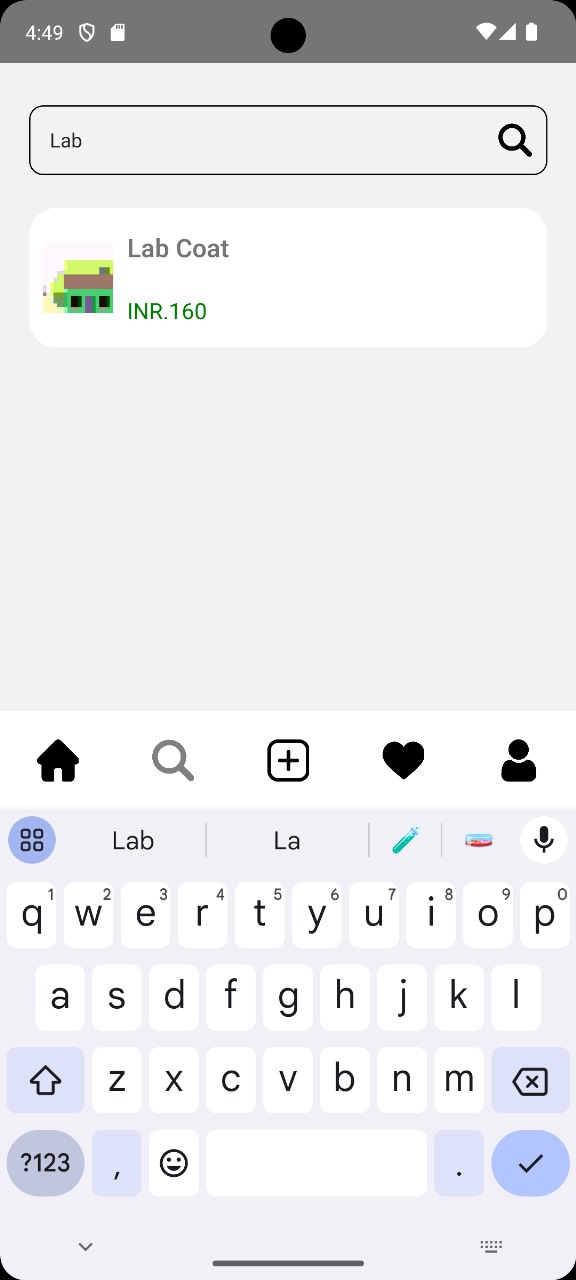 4:49
Lab
Lab Coat
INR.160
Lab La
q1 w2 e3 r4 t5 y6 u7 i8 o9 p0
a s d f g h j k l
z x c v b n m
?123 , .